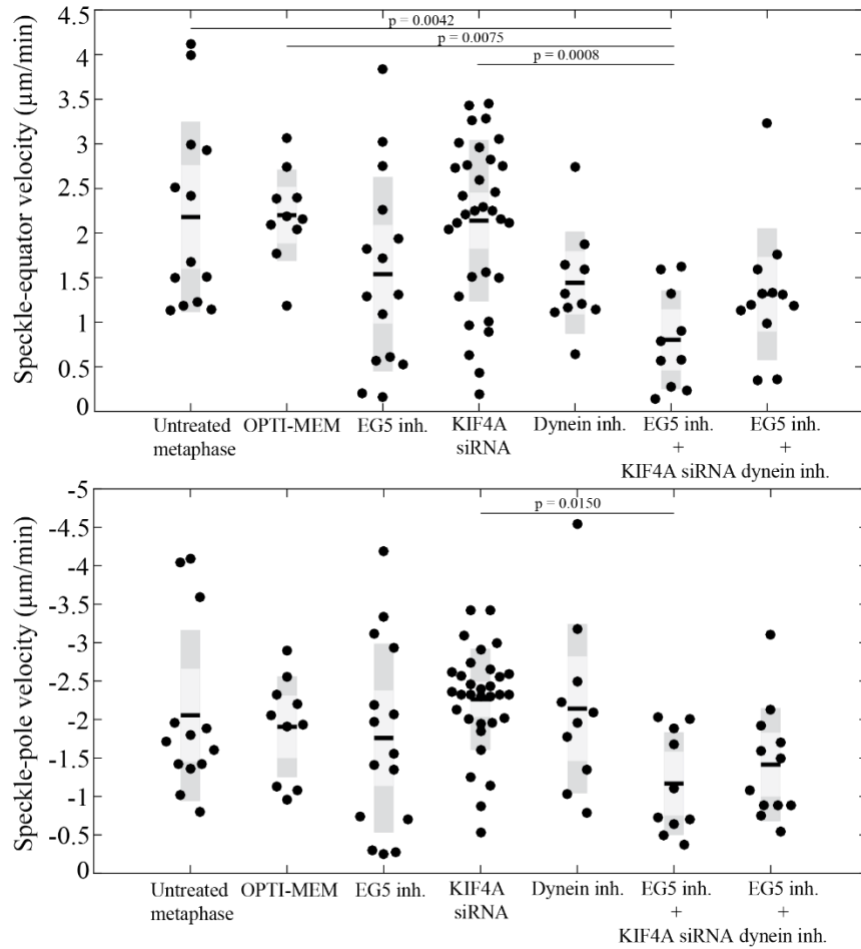 4.5
4
3.5
3
2.5
2
1.5
1
0.5
0
Speckle-equator velocity (µm/min)
p = 0.0042
p = 0.0075
p = 0.0008
Untreated OPTI-MEM EG5 inh. KIF4A Dynein inh. EG5 inh. EG5 inh.
metaphase siRNA + +
KIF4A siRNA dynein inh.
-5
-4.5
-4
-3.5
-3
-2.5
-2
-1.5
-1
-0.5
0
Speckle-pole velocity (µm/min)
p = 0.0150
Untreated OPTI-MEM EG5 inh. KIF4A Dynein inh. EG5 inh. EG5 inh.
metaphase siRNA + +
KIF4A siRNA dynein inh.